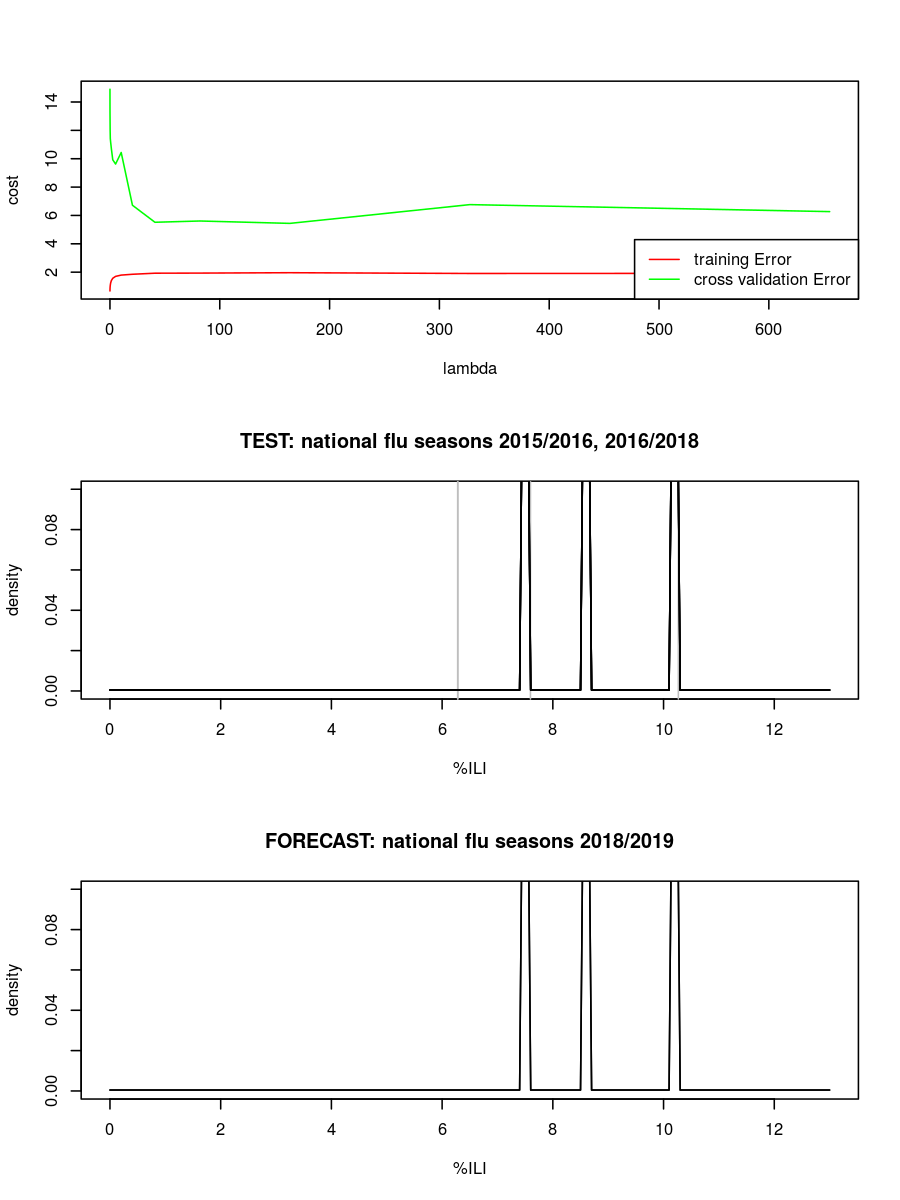 14
10
8
6
4
2
cost
training Error
cross validation Error
0 100 200 300 400 500 600
lambda
TEST: national flu seasons 2015/2016, 2016/2018
0.08
0.04
0.00
density
0 2 4 6 8 10 12
%ILI
FORECAST: national flu seasons 2018/2019
0.08
0.04
0.00
density
0 2 4 6 8 10 12
%ILI